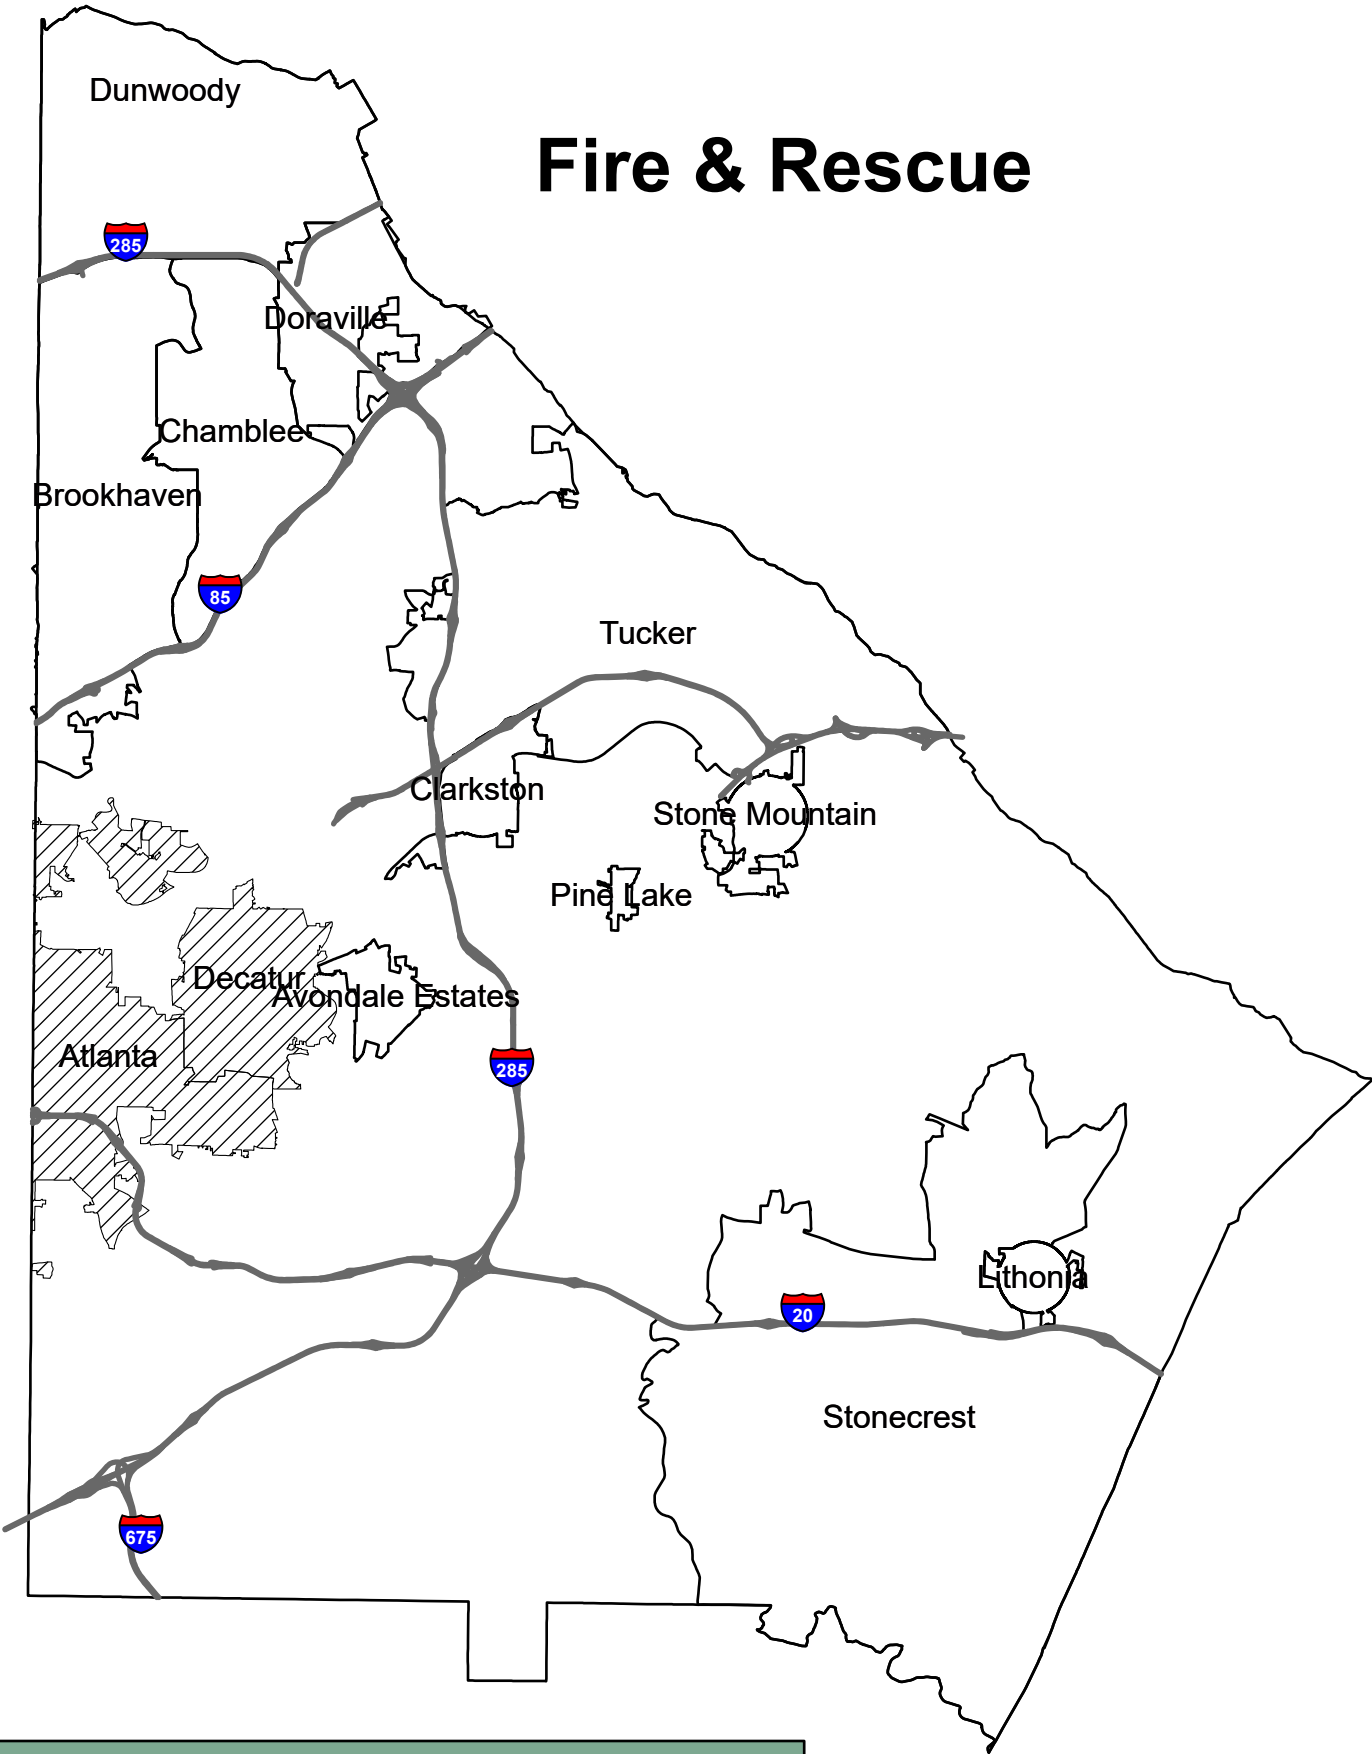 Dunwoody
Fire & Rescue
285
Doraville
Chamblee
Brookhaven
85
Tucker
Clarkston
Stone Mountain
Pine Lake
Decatur
Avondale Estates
Atlanta
285
Lithonia
20
Stonecrest
675